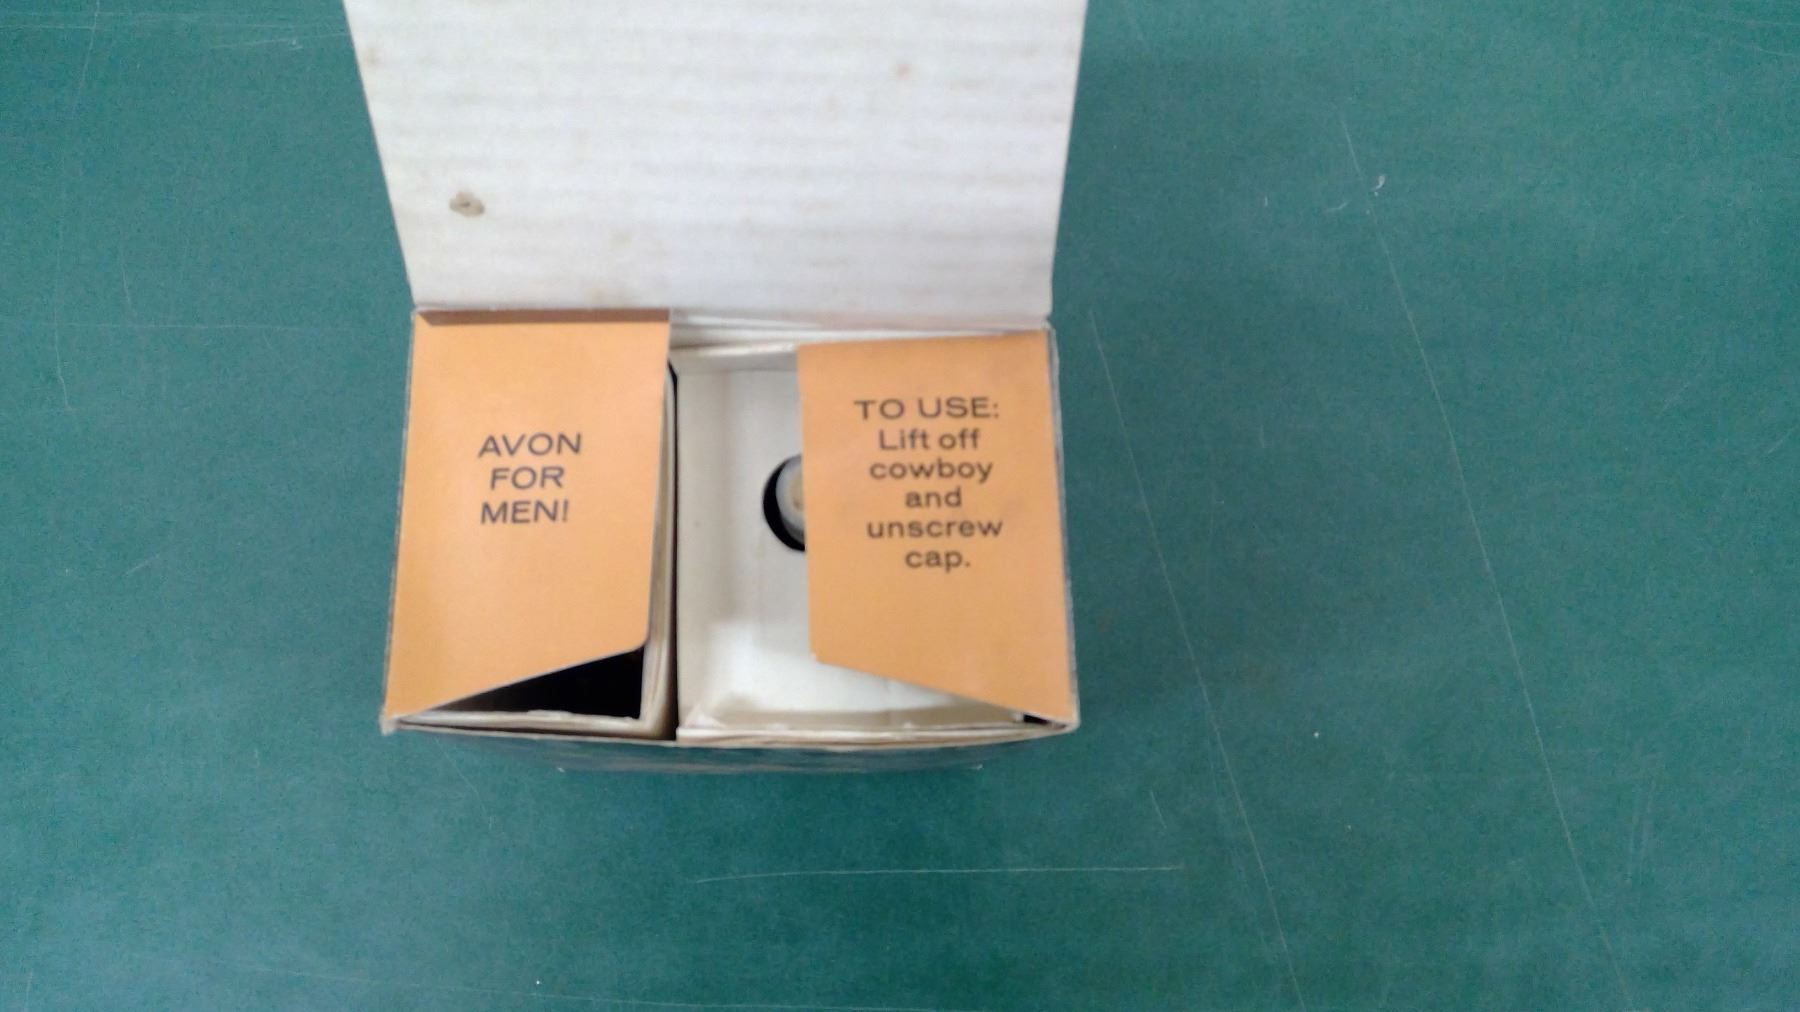 AVON
FOR
MEN!
TO USE:
Lift off
cowboy
and
unscrew
cap.